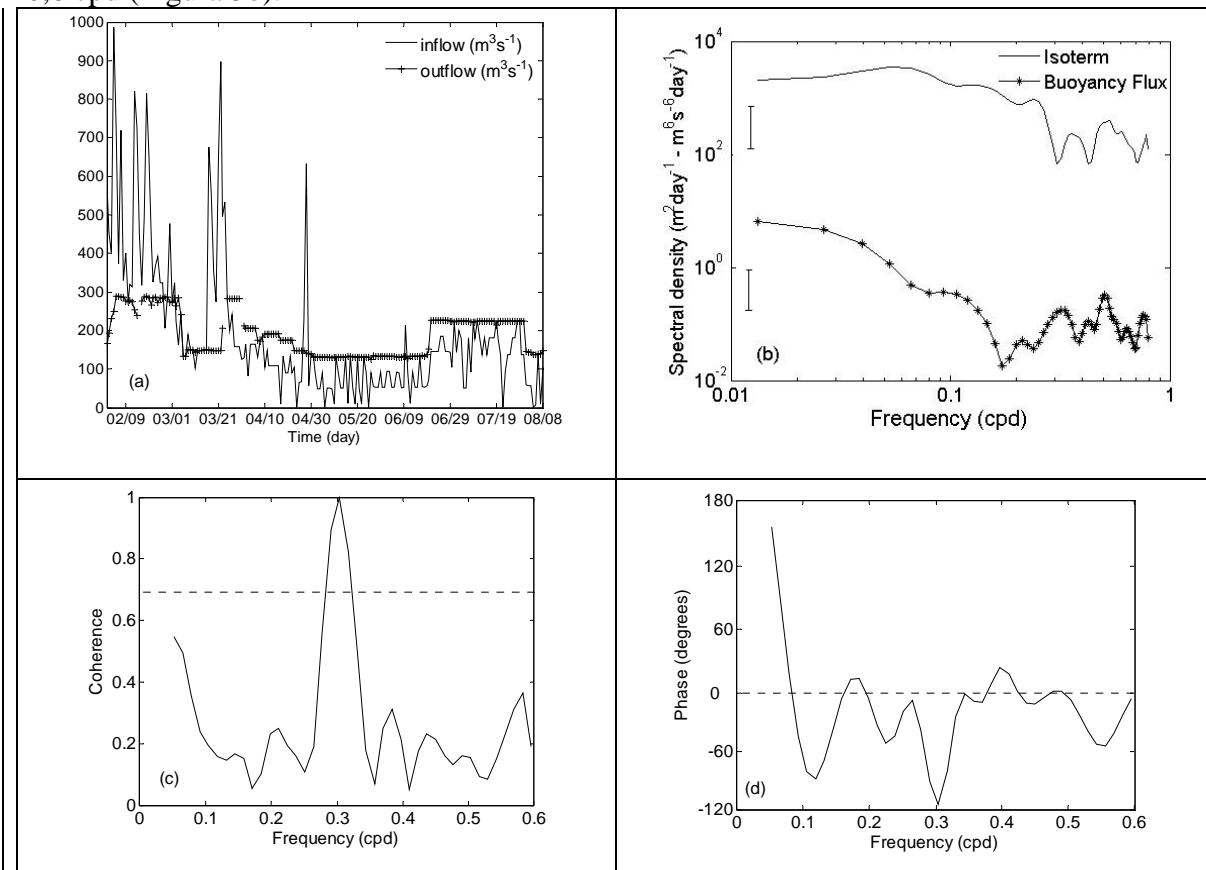 cpd (Figura
1000
900
800
700
600
500
400
300
200
100
0
inflow (m³s⁻¹)
outflow (m³s⁻¹)
(a)
02/09 03/01 03/21 04/10 04/30 05/20 06/09 06/29 07/19 08/08
Time (day)
Spectral density (m²day⁻¹ - m⁶s⁻⁶day⁻¹)
10⁴
10²
10⁰
10⁻²
Isoterm
Buoyancy Flux
(b)
0.01 0.1 1
Frequency (cpd)
Coherence
1
0.8
0.6
0.4
0.2
0
(c)
0 0.1 0.2 0.3 0.4 0.5 0.6
Frequency (cpd)
Phase (degrees)
180
120
60
0
-60
-120
(d)
0 0.1 0.2 0.3 0.4 0.5 0.6
Frequency (cpd)